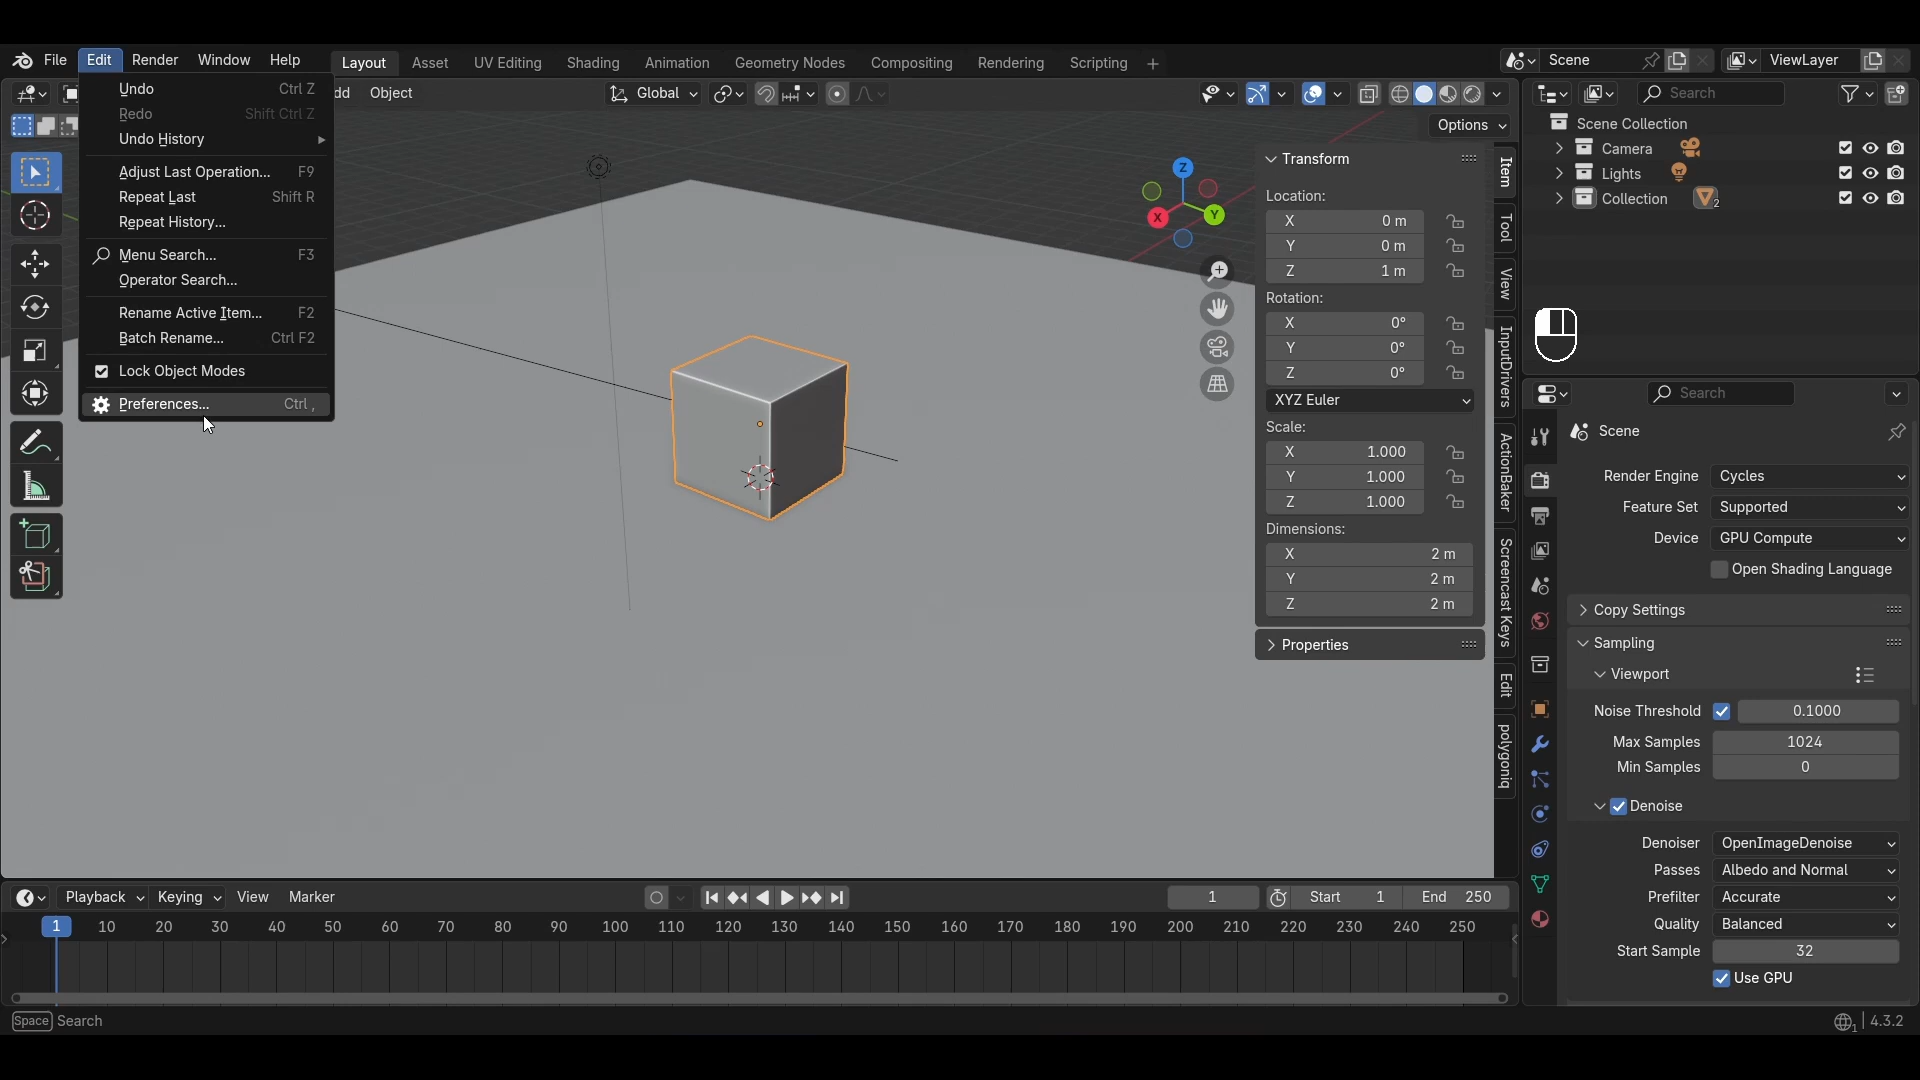 File Edit Render Window Help Layout Asset UV Editing Shading Animation Geometry Nodes Compositing Rendering Scripting + Scene ViewLayer
dd Object Global Search
Options
Undo Ctrl Z
Redo Shift Ctrl Z
Undo History
Adjust Last Operation... F9
Repeat Last Shift R
Repeat History...
Menu Search... F3
Operator Search...
Rename Active Item... F2
Batch Rename... Ctrl F2
Lock Object Modes
Preferences... Ctrl ,
Z
Y
X
Transform
Location:
X 0 m
Y 0 m
Z 1 m
Rotation:
X 0°
Y 0°
Z 0°
XYZ Euler
Scale:
X 1.000
Y 1.000
Z 1.000
Dimensions:
X 2 m
Y 2 m
Z 2 m
Properties
Item
Tool
View
InputDrivers
ActionBaker
Screencast Keys
Edit
polygoniq
Scene Collection
Camera
Lights
Collection 2
Search
Scene
Render Engine Cycles
Feature Set Supported
Device GPU Compute
Open Shading Language
Copy Settings
Sampling
Viewport
Noise Threshold 0.1000
Max Samples 1024
Min Samples 0
Denoise
Denoiser OpenImageDenoise
Passes Albedo and Normal
Prefilter Accurate
Quality Balanced
Start Sample 32
Use GPU
Playback Keying View Marker 1 Start 1 End 250
1 10 20 30 40 50 60 70 80 90 100 110 120 130 140 150 160 170 180 190 200 210 220 230 240 250
Space Search 1 4.3.2